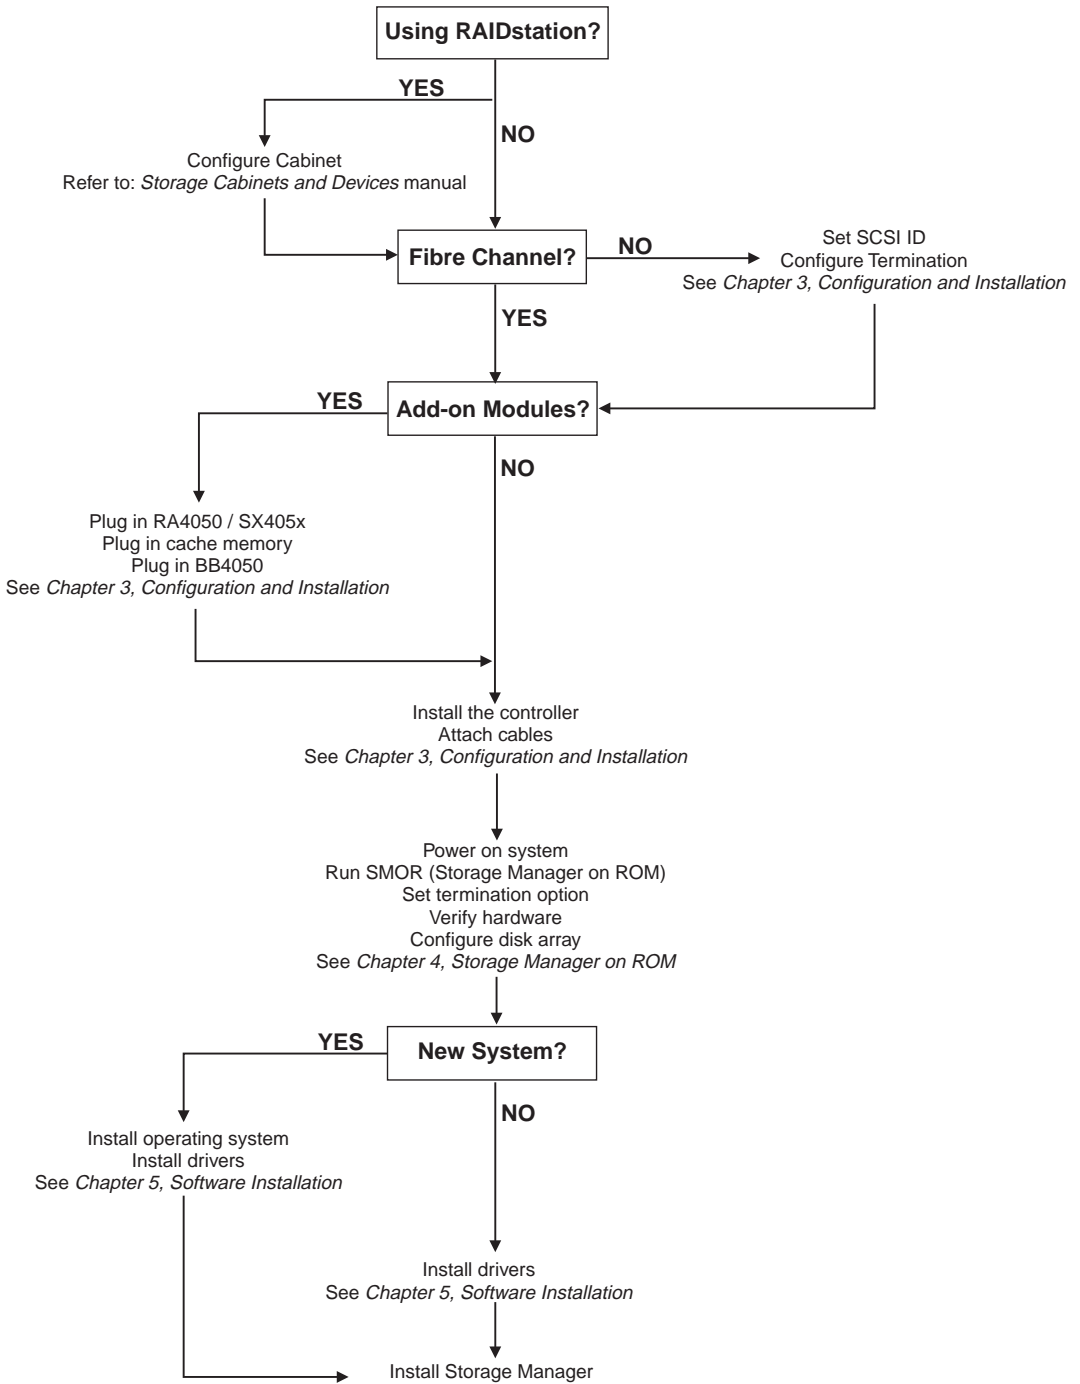 Using RAIDstation?
YES
NO
Configure Cabinet
Refer to: Storage Cabinets and Devices manual
Fibre Channel?
NO
Set SCSI ID
Configure Termination
See Chapter 3, Configuration and Installation
YES
Add-on Modules?
YES
NO
Plug in RA4050 / SX405x
Plug in cache memory
Plug in BB4050
See Chapter 3, Configuration and Installation
Install the controller
Attach cables
See Chapter 3, Configuration and Installation
Power on system
Run SMOR (Storage Manager on ROM)
Set termination option
Verify hardware
Configure disk array
See Chapter 4, Storage Manager on ROM
New System?
YES
NO
Install operating system
Install drivers
See Chapter 5, Software Installation
Install drivers
See Chapter 5, Software Installation
Install Storage Manager